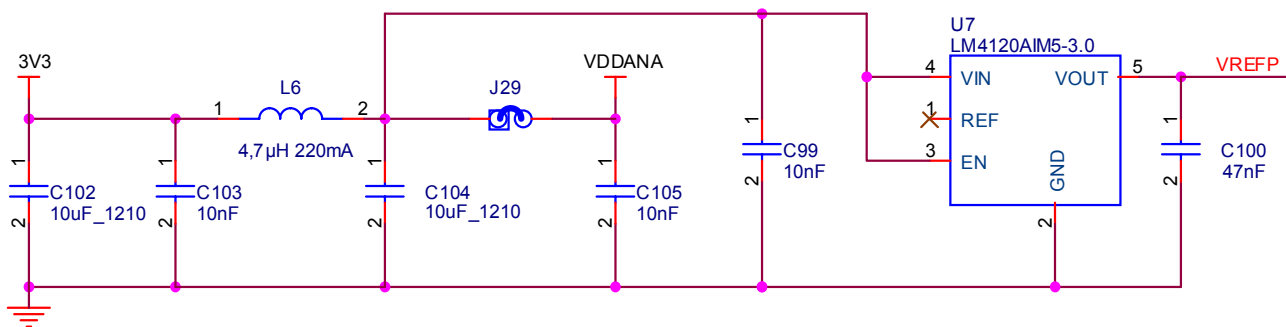 U7
LM4120AIM5-3.0
3V3
VDDANA
4
VIN
VOUT
5
VREFP
L6
J29
1
2
1
REF
1
1
4,7µH 220mA
3
EN
GND
1
1
1
1
C99
10nF
C100
47nF
C102
10uF_1210
C103
10nF
C104
10uF_1210
C105
10nF
2
2
2
2
2
2
2